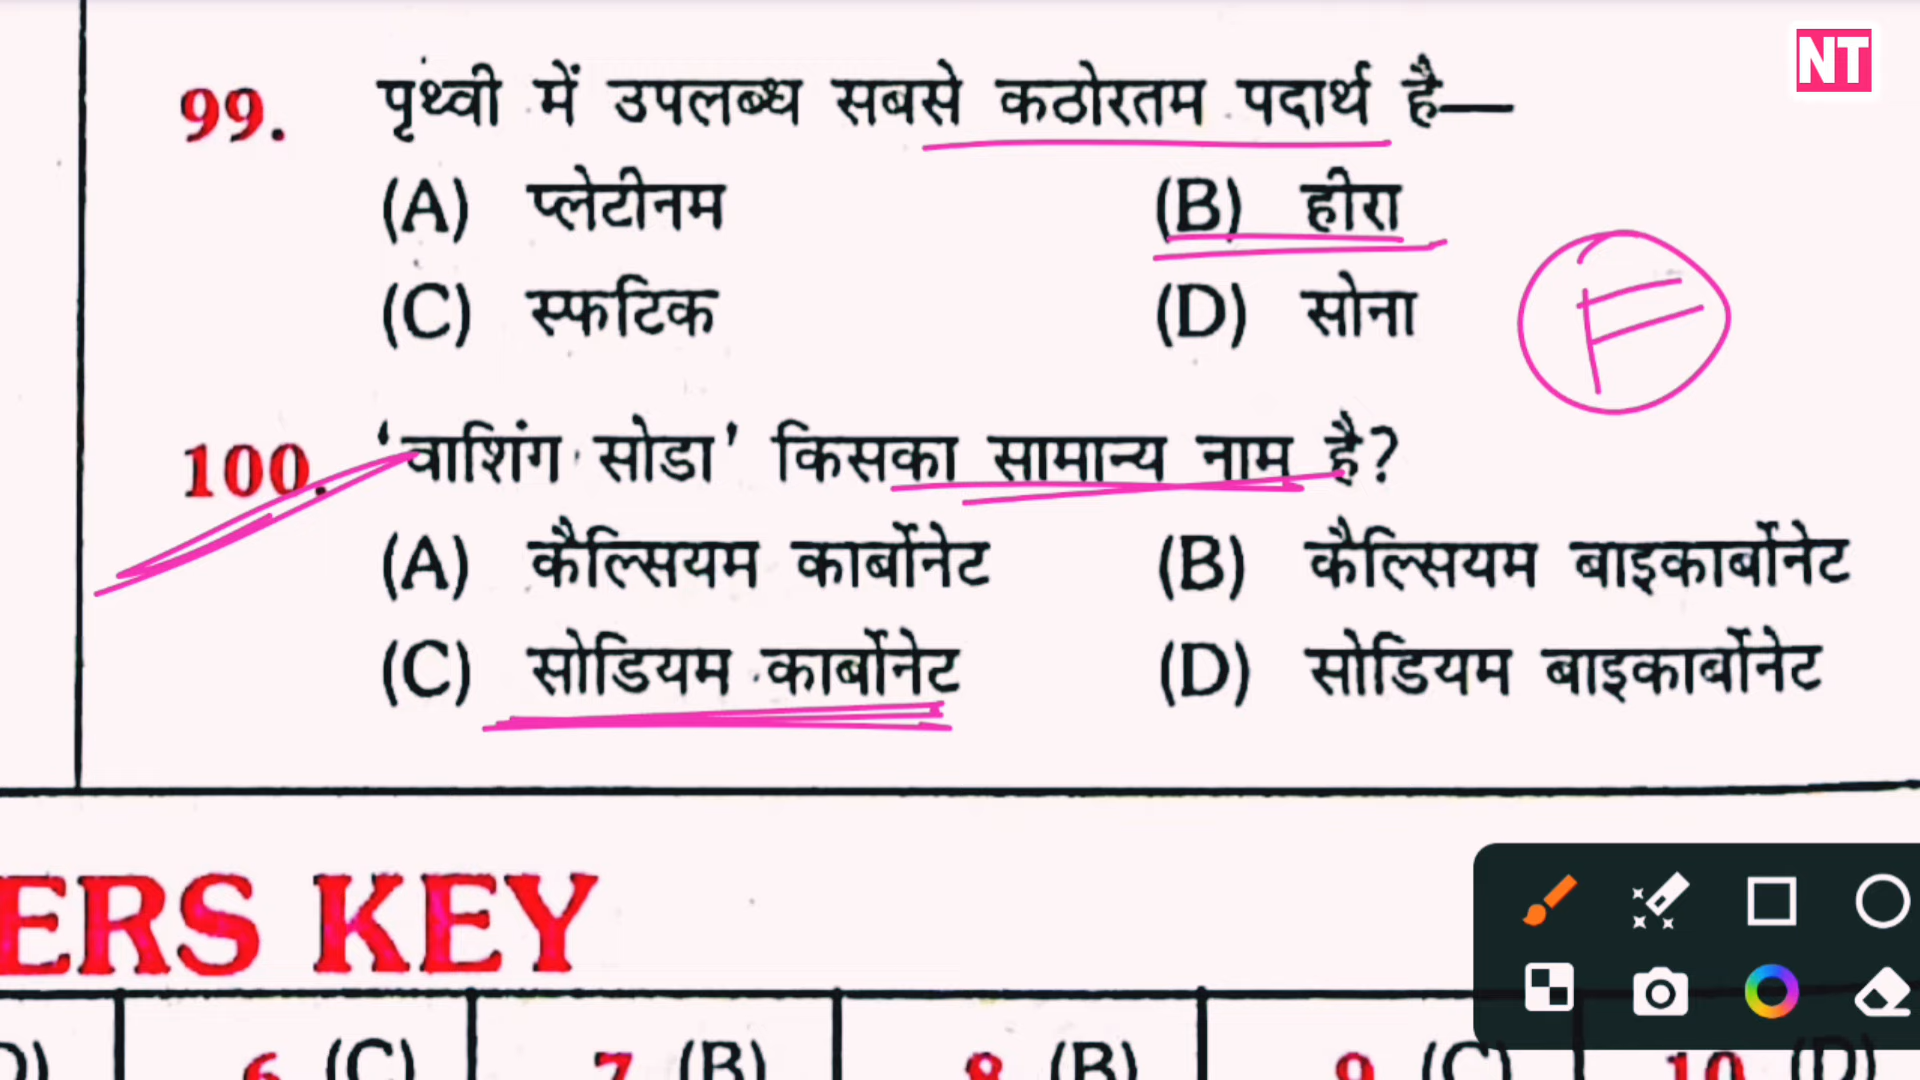 NT
99. पृथ्वी में उपलब्ध सबसे कठोरतम पदार्थ है—
(A) प्लेटीनम (B) हीरा
(C) स्फटिक (D) सोना
F
100. 'वाशिंग सोडा' किसका सामान्य नाम है?
(A) कैल्सियम कार्बोनेट (B) कैल्सियम बाइकार्बोनेट
(C) सोडियम कार्बोनेट (D) सोडियम बाइकार्बोनेट
ERS KEY
D) 6 (C) 7 (B) 8 (B) 9 (C) 10 (D)